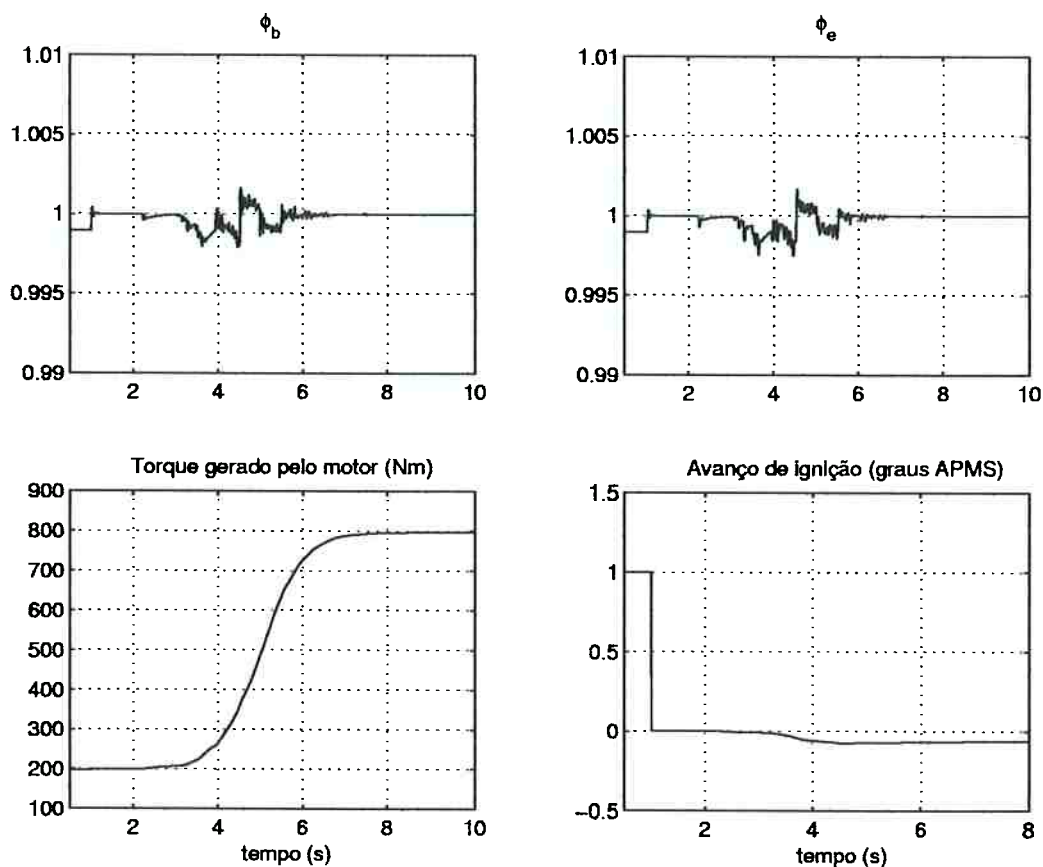 ϕb
1.01
1.005
1
0.995
0.99
2 4 6 8 10
ϕe
1.01
1.005
1
0.995
0.99
2 4 6 8 10
Torque gerado pelo motor (Nm)
900
800
700
600
500
400
300
200
100
2 4 6 8 10
tempo (s)
Avanço de ignição (graus APMS)
1.5
1
0.5
0
−0.5
2 4 6 8
tempo (s)